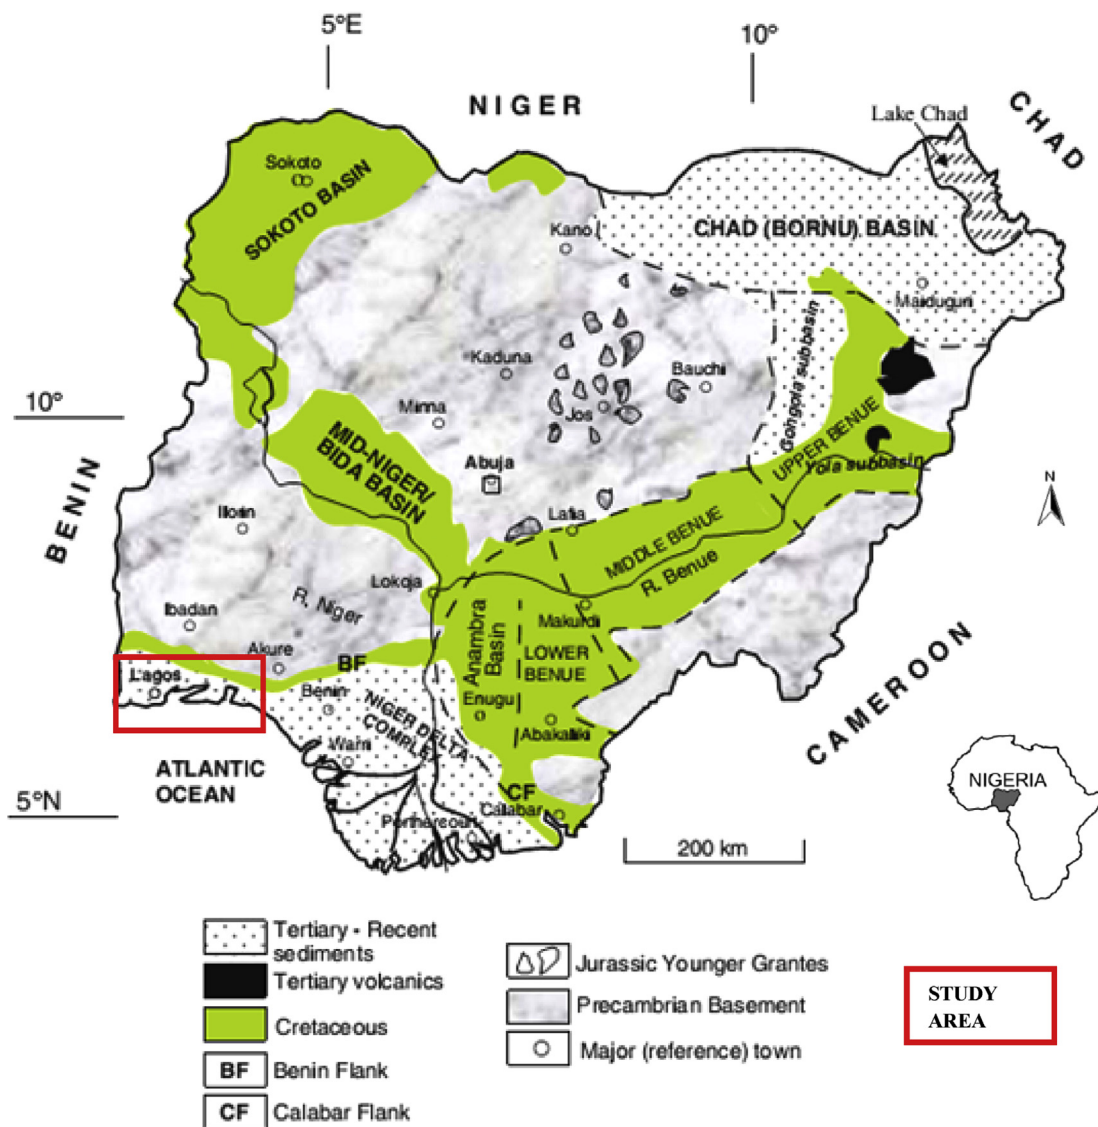 5°E
10°
NIGER
CHAD
Lake Chad
Sokoto
SOKOTO BASIN
Kano
CHAD (BORNU) BASIN
Maiduguri
Gongola subbasin
Kaduna
Bauchi
10°
Minna
Jos
UPPER BENUE
Yola subbasin
MID-NIGER/
BIDA BASIN
Abuja
N
BENIN
Ilorin
Lafia
MIDDLE BENUE
R. Benue
Lokoja
R. Niger
Ibadan
Makurdi
Anambra
Basin
LOWER
BENUE
Akure
BF
Lagos
Benin
Enugu
NIGER DELTA
COMPLEX
Abakaliki
Warri
CAMEROON
ATLANTIC
OCEAN
CF
Calabar
5°N
Portharcourt
NIGERIA
200 km
Tertiary - Recent
sediments
Tertiary volcanics
Cretaceous
BF Benin Flank
CF Calabar Flank
Jurassic Younger Grantes
Precambrian Basement
Major (reference) town
STUDY
AREA